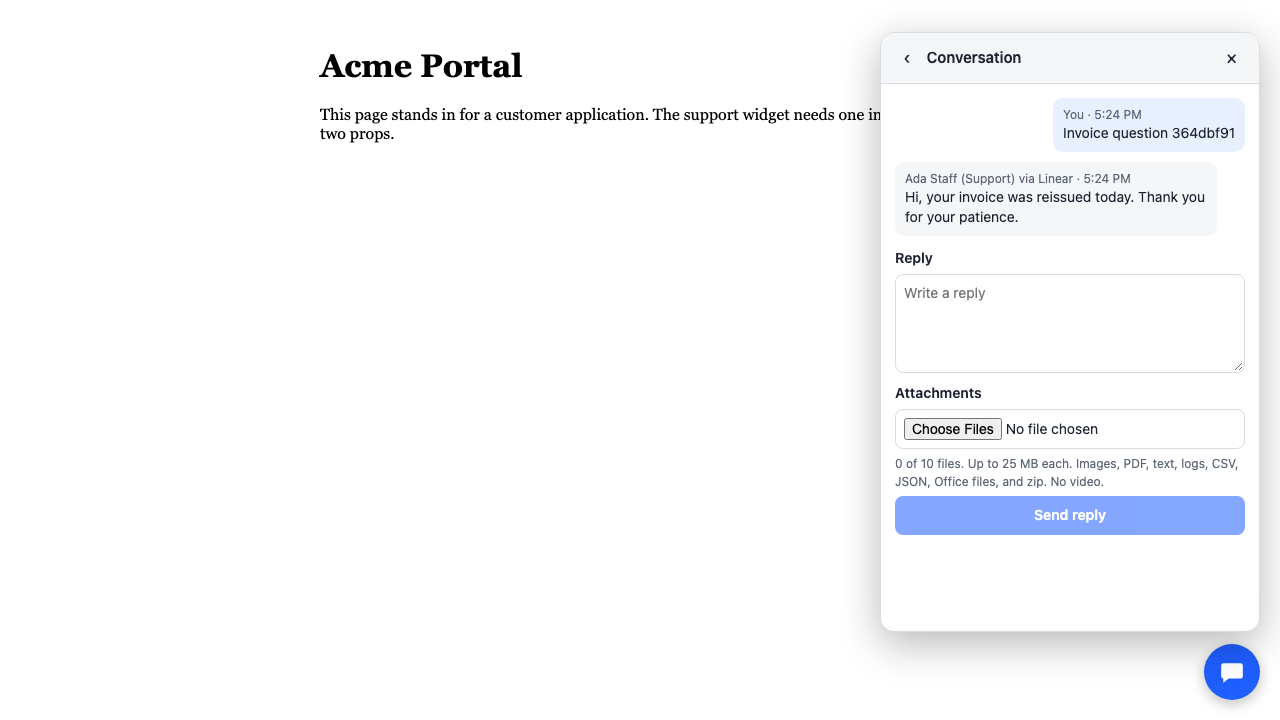 Acme Portal
This page stands in for a customer application. The support widget needs one in
two props.
‹ Conversation ×
You · 5:24 PM
Invoice question 364dbf91
Ada Staff (Support) via Linear · 5:24 PM
Hi, your invoice was reissued today. Thank you
for your patience.
Reply
Write a reply
Attachments
Choose Files No file chosen
0 of 10 files. Up to 25 MB each. Images, PDF, text, logs, CSV,
JSON, Office files, and zip. No video.
Send reply